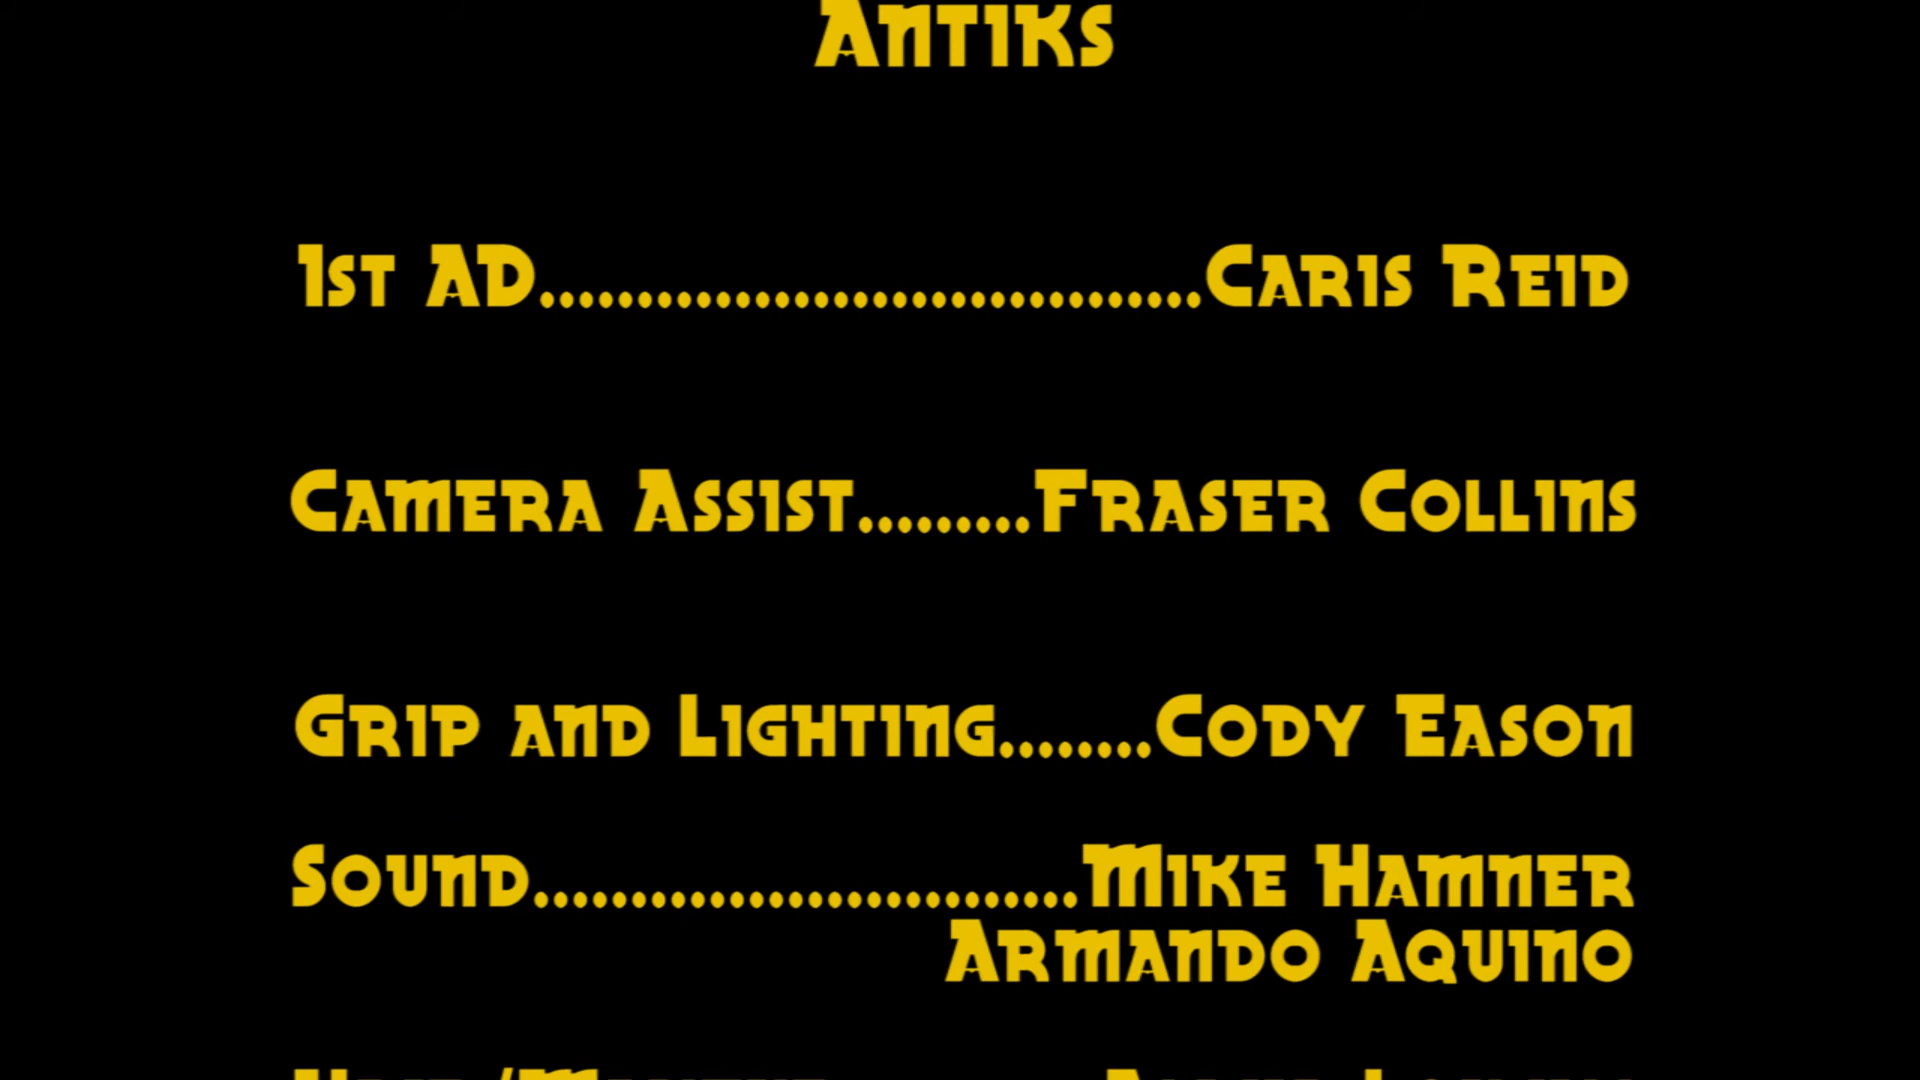 Antiks
1st AD..................................Caris Reid
Camera Assist.........Fraser Collins
Grip and Lighting........Cody Eason
Sound............................Mike Hamner
Armando Aquino